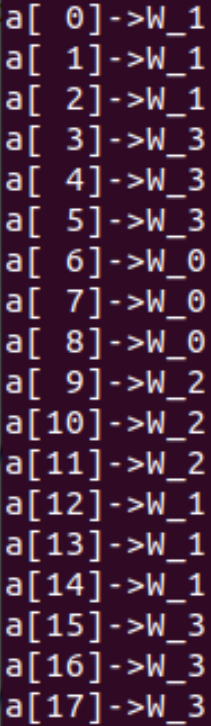 a[ 0]->W_1
a[ 1]->W_1
a[ 2]->W_1
a[ 3]->W_3
a[ 4]->W_3
a[ 5]->W_3
a[ 6]->W_0
a[ 7]->W_0
a[ 8]->W_0
a[ 9]->W_2
a[10]->W_2
a[11]->W_2
a[12]->W_1
a[13]->W_1
a[14]->W_1
a[15]->W_3
a[16]->W_3
a[17]->W_3